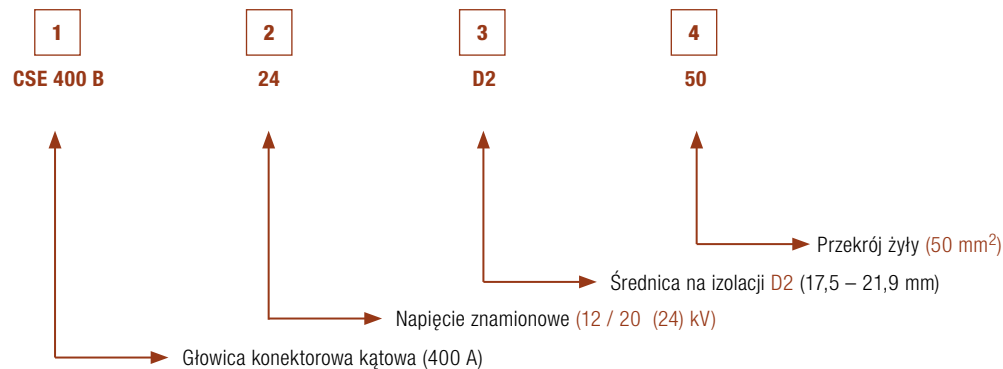 1 2 3 4
CSE 400 B 24 D2 50
Przekrój żyły (50 mm²)
Średnica na izolacji D2 (17,5 – 21,9 mm)
Napięcie znamionowe (12 / 20 (24) kV)
Głowica konektorowa kątowa (400 A)